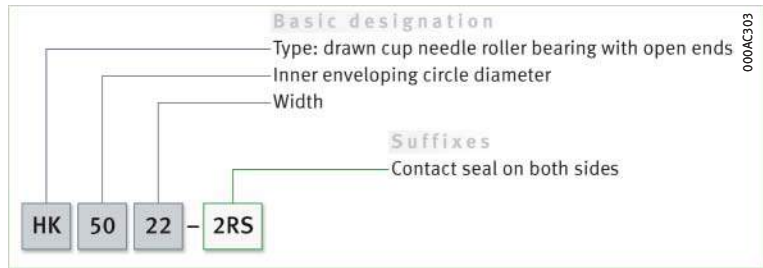 Basic designation
Type: drawn cup needle roller bearing with open ends
Inner enveloping circle diameter
Width
Suffixes
Contact seal on both sides
HK 50 22 – 2RS
000AC303